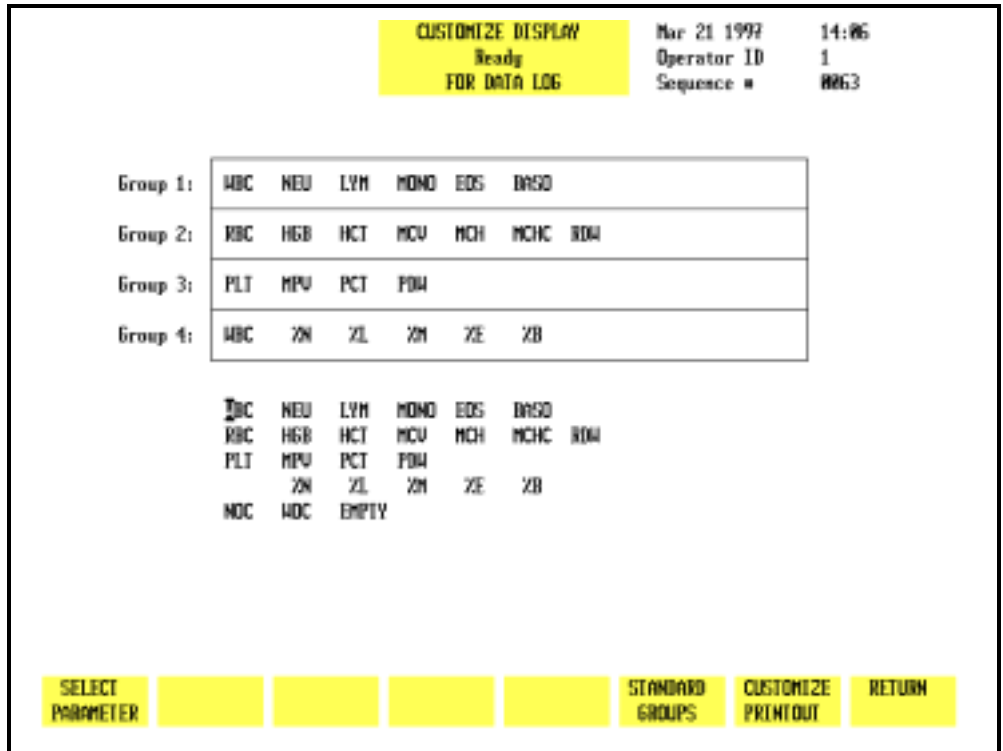 CUSTOMIZE DISPLAY Mar 21 1997 14:06
Ready Operator ID 1
FOR DATA LOG Sequence # 0063
Group 1: WBC NEU LYM MONO EOS BASO
Group 2: RBC HGB HCT MCV MCH MCHC RDW
Group 3: PLT MPV PCT PDW
Group 4: WBC %N %L %M %E %B
WBC NEU LYM MONO EOS BASO
RBC HGB HCT MCV MCH MCHC RDW
PLT MPV PCT PDW
%N %L %M %E %B
NOC WOC EMPTY
SELECT STANDARD CUSTOMIZE RETURN
PARAMETER GROUPS PRINTOUT